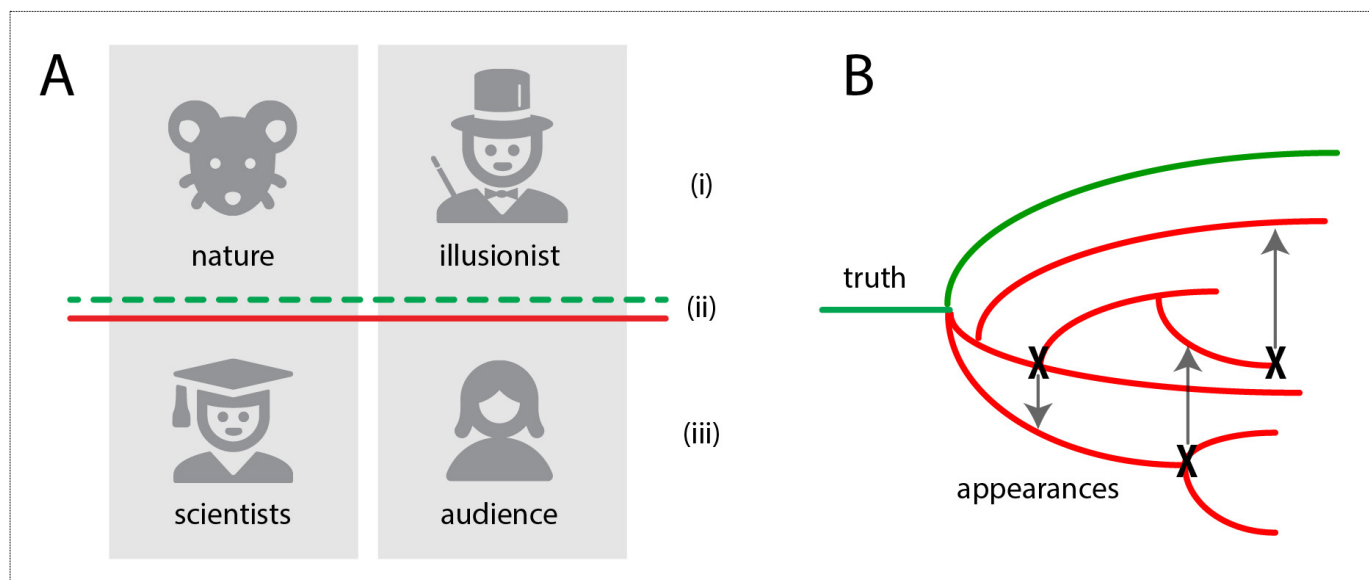 A
nature
illusionist
(i)
(ii)
scientists
audience
(iii)
B
truth
X
X
X
appearances